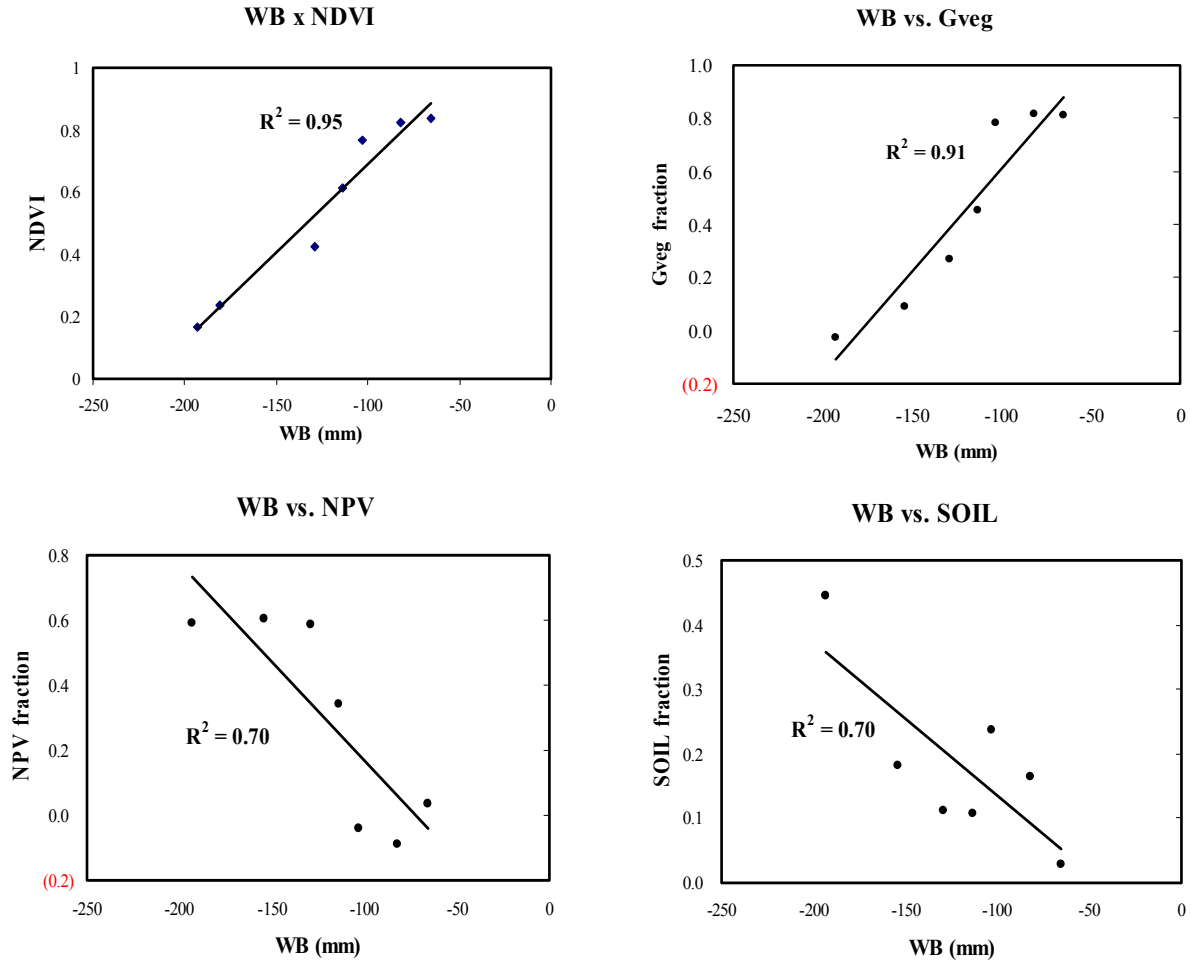 WB x NDVI
1
0.8
0.6
0.4
0.2
0
NDVI
R² = 0.95
-250 -200 -150 -100 -50 0
WB (mm)
WB vs. Gveg
1.0
0.8
0.6
0.4
0.2
0.0
(0.2)
Gveg fraction
R² = 0.91
-250 -200 -150 -100 -50 0
WB (mm)
WB vs. NPV
0.8
0.6
0.4
0.2
0.0
(0.2)
NPV fraction
R² = 0.70
-250 -200 -150 -100 -50 0
WB (mm)
WB vs. SOIL
0.5
0.4
0.3
0.2
0.1
0.0
SOIL fraction
R² = 0.70
-250 -200 -150 -100 -50 0
WB (mm)